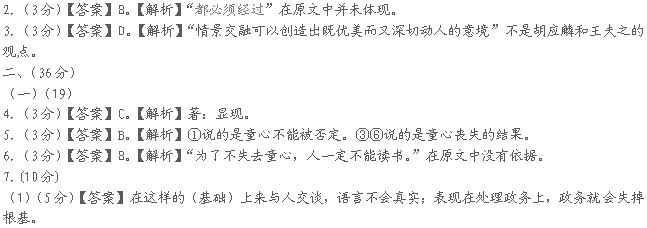 2.（3分）【答案】B。【解析】“都必须经过”在原文中并未体现。
3.（3分）【答案】D。【解析】“情景交融可以创造出既优美而又深切动人的意境”不是胡应麟和王夫之的
观点。
二、（36分）
（一）（19）
4.（3分）【答案】C。【解析】著：显现。
5.（3分）【答案】B。【解析】①说的是童心不能被否定。③⑥说的是童心丧失的结果。
6.（3分）【答案】B。【解析】“为了不失去童心，人一定不能读书。”在原文中没有依据。
7.（10分）
（1）（5分）【答案】在这样的（基础）上来与人交谈，语言不会真实；表现在处理政务上，政务就会失掉
根基。